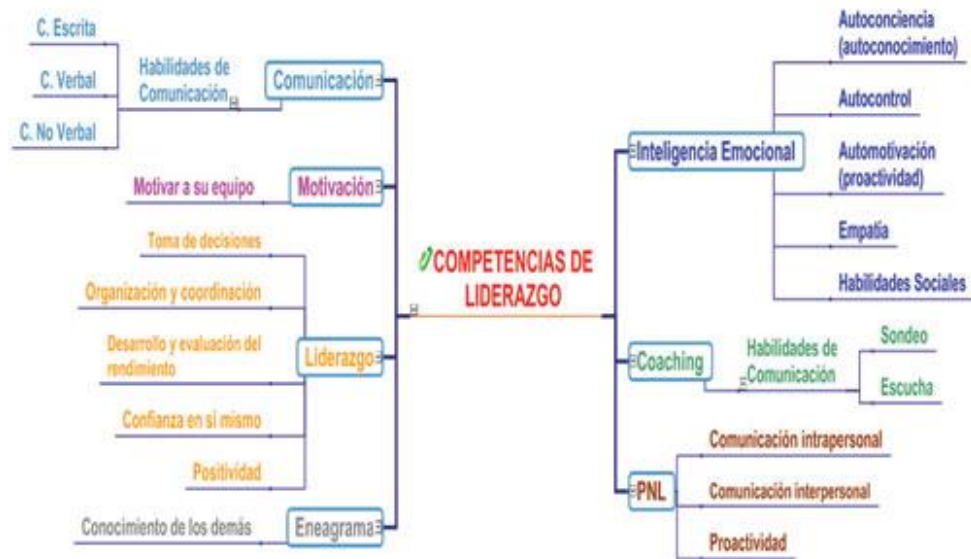 COMPETENCIAS DE
LIDERAZGO
Comunicación
Habilidades de
Comunicación
C. Escrita
C. Verbal
C. No Verbal
Motivación
Motivar a su equipo
Liderazgo
Toma de decisiones
Organización y coordinación
Desarrollo y evaluación del
rendimiento
Confianza en sí mismo
Positividad
Eneagrama
Conocimiento de los demás
Inteligencia Emocional
Autoconciencia
(autoconocimiento)
Autocontrol
Automotivación
(proactividad)
Empatía
Habilidades Sociales
Coaching
Habilidades de
Comunicación
Sondeo
Escucha
PNL
Comunicación intrapersonal
Comunicación interpersonal
Proactividad